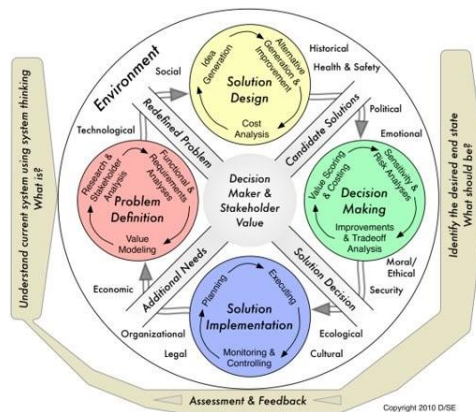 Environment
Social
Historical
Health & Safety
Idea
Generation
Alternative
Generation &
Improvement
Solution
Design
Cost Analysis
Technological
Redefined Problem
Candidate Solutions
Political
Emotional
Research &
Stakeholder
Analysis
Functional &
Requirements
Analyses
Problem
Definition
Value Modeling
Decision
Maker &
Stakeholder
Value
Value Scoring
& Costing
Sensitivity &
Risk Analyses
Decision
Making
Improvements
& Tradeoff
Analysis
Additional Needs
Solution Decision
Economic
Moral/
Ethical
Security
Planning
Executing
Solution
Implementation
Monitoring &
Controlling
Organizational
Legal
Ecological
Cultural
Understand current system using system thinking
What is?
Identify the desired end state
What should be?
Assessment & Feedback
Copyright 2010 D/SE